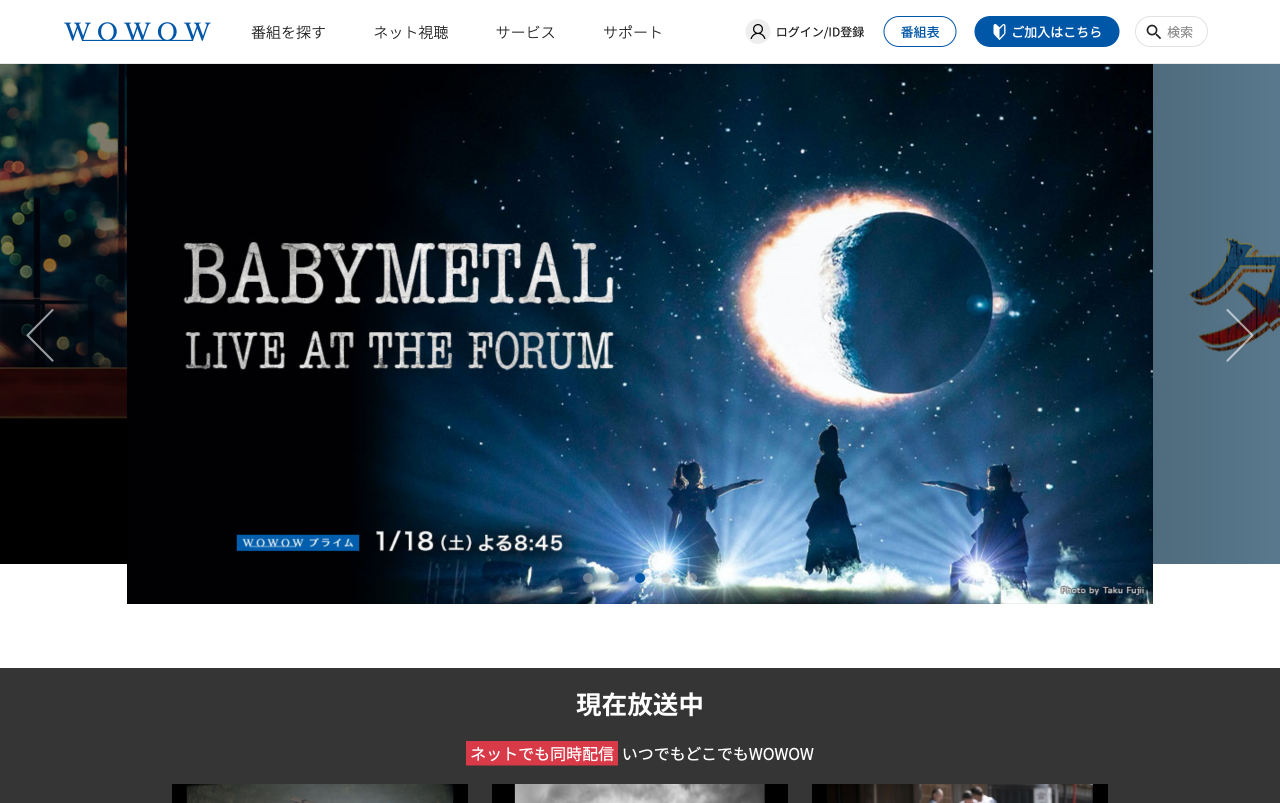 WOWOW
番組を探す
ネット視聴
サービス
サポート
ログイン/ID登録
番組表
ご加入はこちら
検索
BABYMETAL
LIVE AT THE FORUM
WOWOW プライム 1/18（土）よる8:45
Photo by Taku Fujii
現在放送中
ネットでも同時配信 いつでもどこでもWOWOW